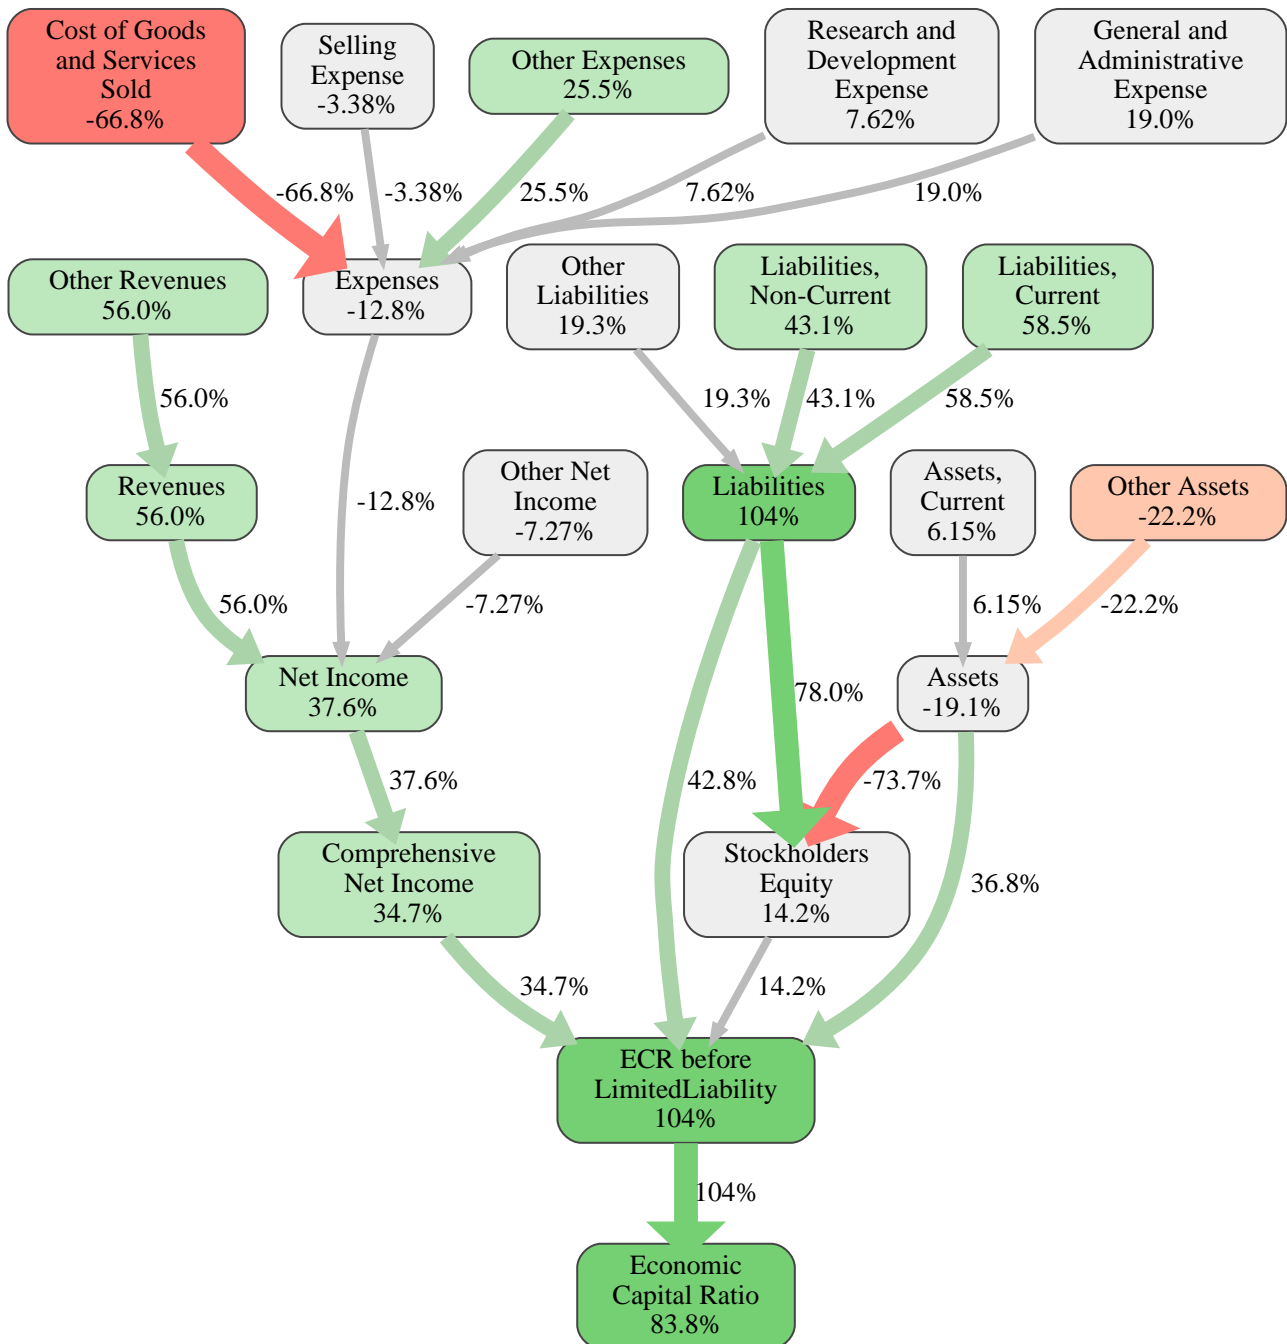 Cost of Goods
and Services
Sold
-66.8%
Selling
Expense
-3.38%
Other Expenses
25.5%
Research and
Development
Expense
7.62%
General and
Administrative
Expense
19.0%
-66.8%
-3.38%
25.5%
7.62%
19.0%
Other Revenues
56.0%
Expenses
-12.8%
Other
Liabilities
19.3%
Liabilities,
Non-Current
43.1%
Liabilities,
Current
58.5%
56.0%
19.3%
43.1%
58.5%
Revenues
56.0%
-12.8%
Other Net
Income
-7.27%
Liabilities
104%
Assets,
Current
6.15%
Other Assets
-22.2%
56.0%
-7.27%
6.15%
-22.2%
Net Income
37.6%
78.0%
Assets
-19.1%
37.6%
42.8%
-73.7%
Comprehensive
Net Income
34.7%
Stockholders
Equity
14.2%
36.8%
34.7%
14.2%
ECR before
LimitedLiability
104%
104%
Economic
Capital Ratio
83.8%